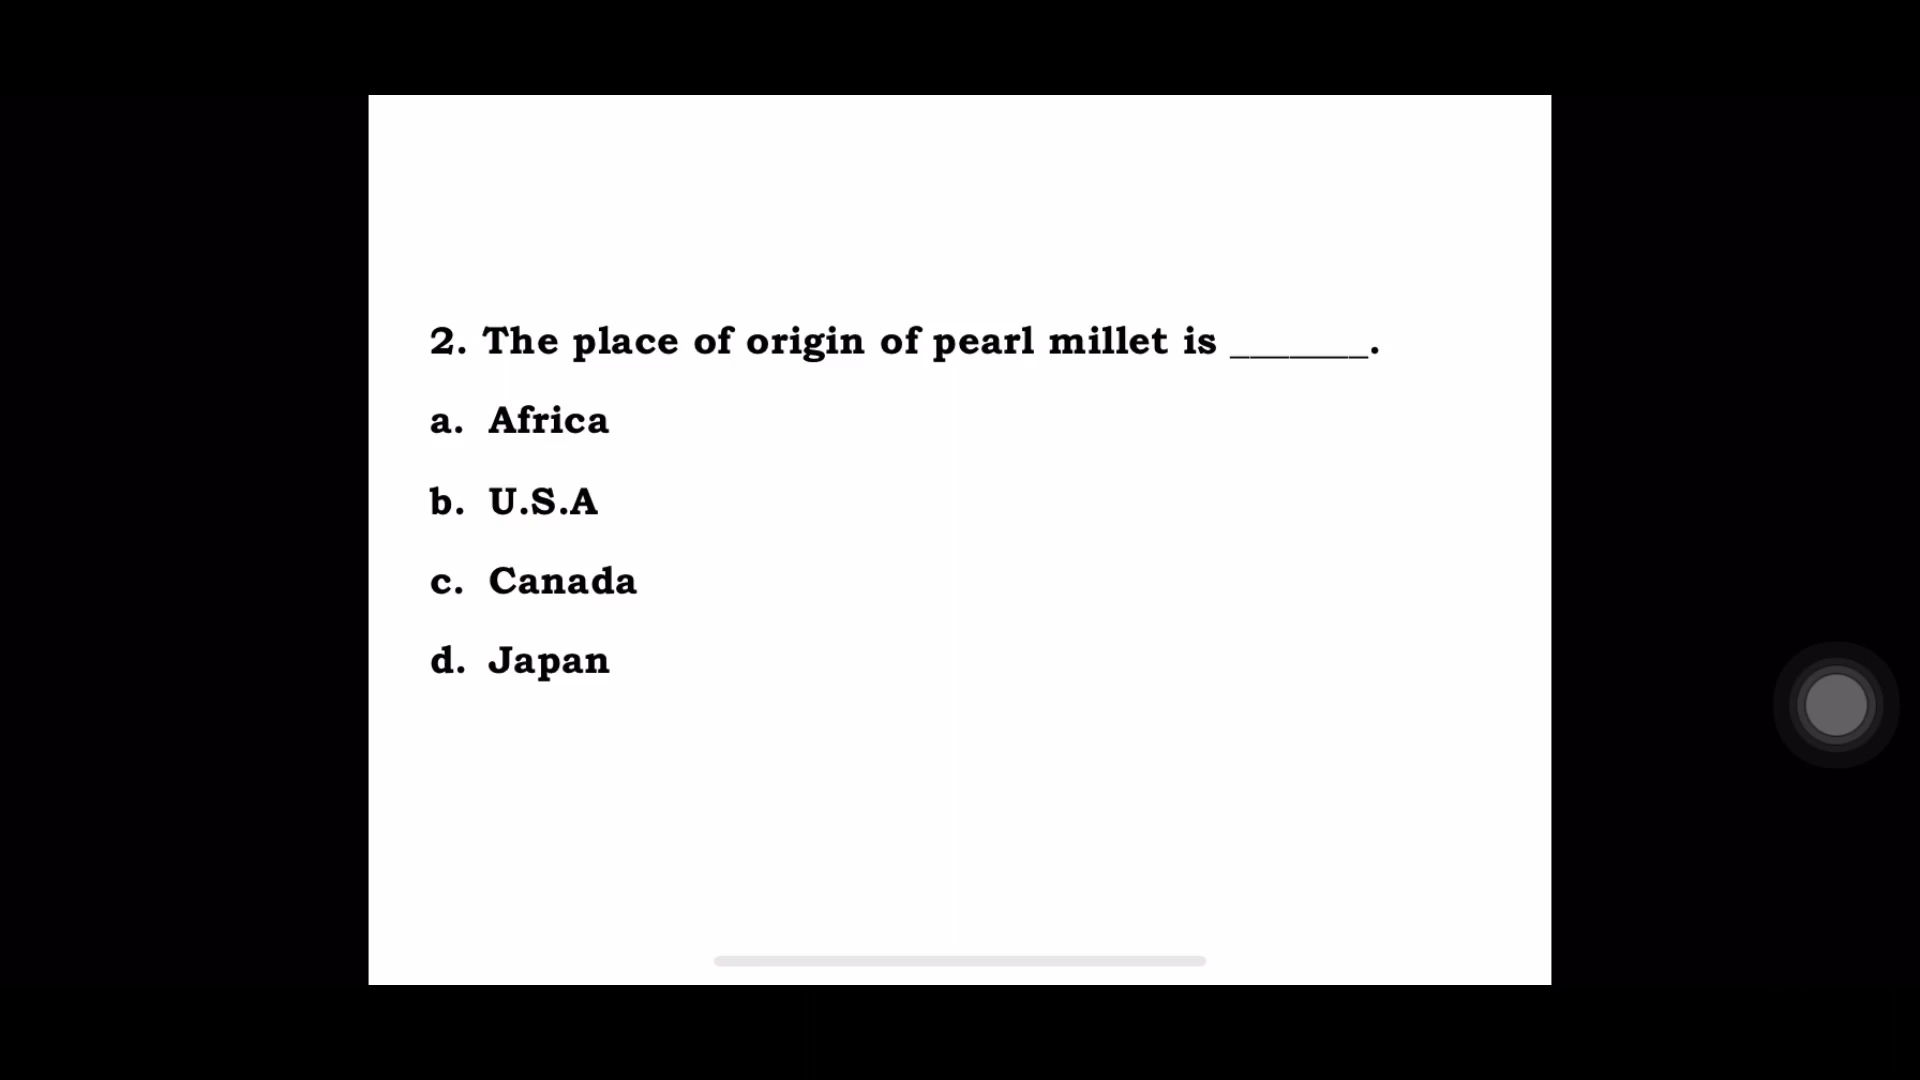 2. The place of origin of pearl millet is _______.
a. Africa
b. U.S.A
c. Canada
d. Japan